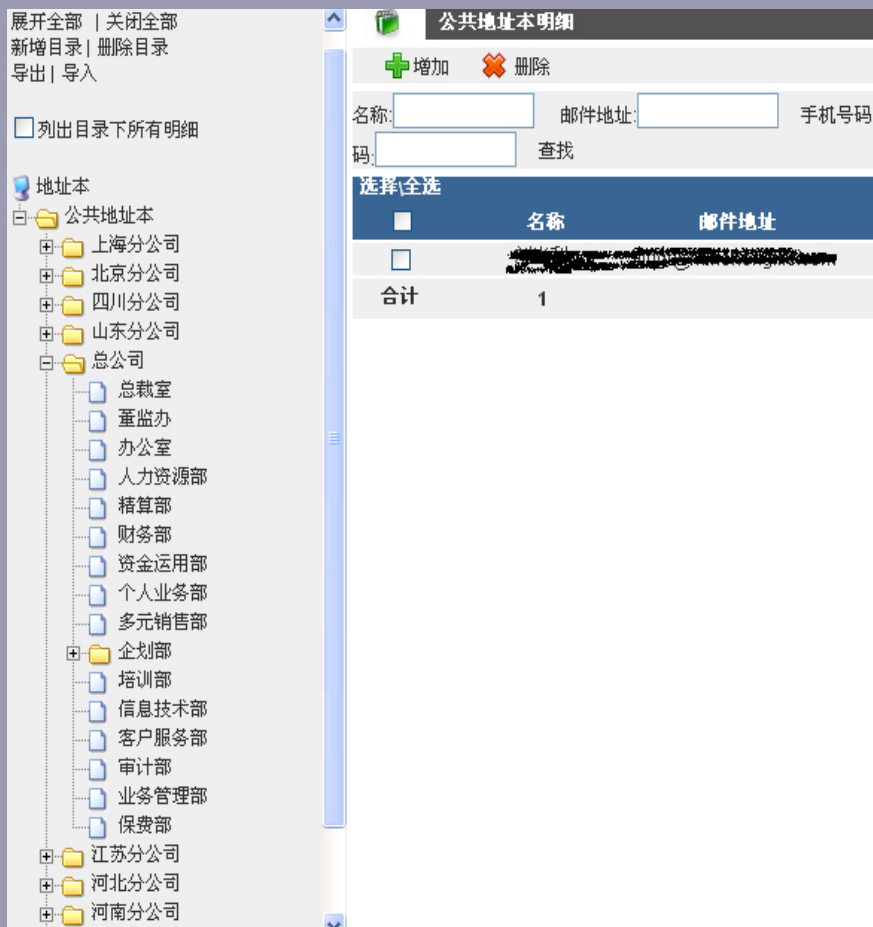 展开全部 | 关闭全部
新增目录 | 删除目录
导出 | 导入
列出目录下所有明细
地址本
公共地址本
上海分公司
北京分公司
四川分公司
山东分公司
总公司
总裁室
董监办
办公室
人力资源部
精算部
财务部
资金运用部
个人业务部
多元销售部
企划部
培训部
信息技术部
客户服务部
审计部
业务管理部
保费部
江苏分公司
河北分公司
河南分公司
公共地址本明细
增加 删除
名称: 邮件地址: 手机号码
码: 查找
选择\全选
名称 邮件地址
合计 1